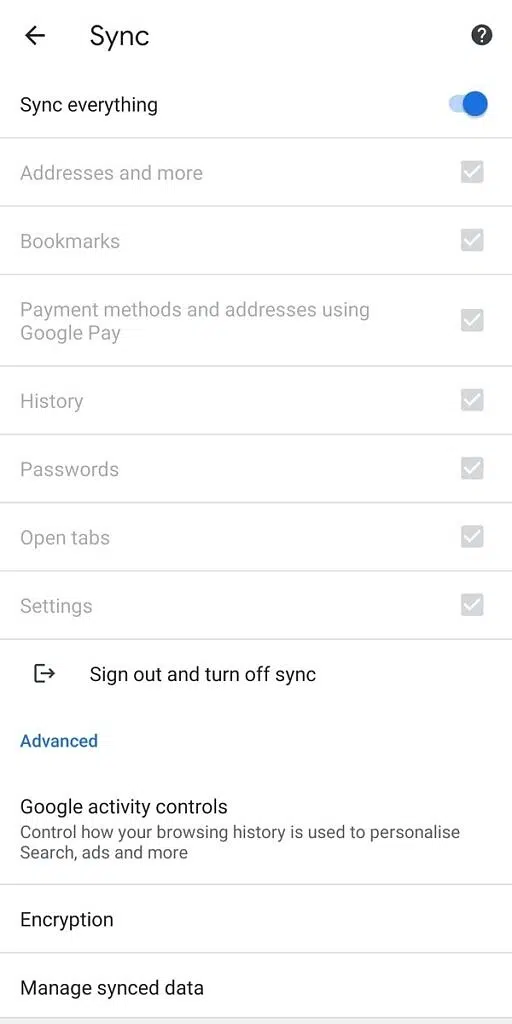 Sync
Sync everything
Addresses and more
Bookmarks
Payment methods and addresses using
Google Pay
History
Passwords
Open tabs
Settings
Sign out and turn off sync
Advanced
Google activity controls
Control how your browsing history is used to personalise
Search, ads and more
Encryption
Manage synced data